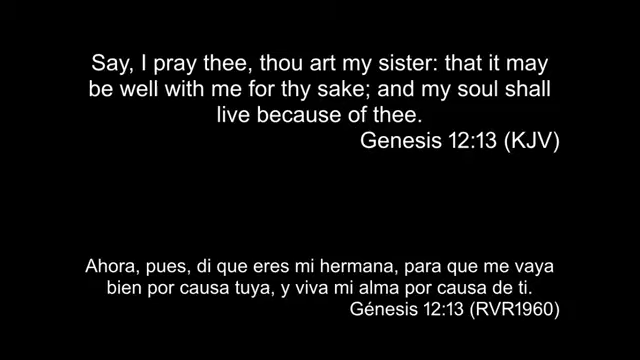 Say, I pray thee, thou art my sister: that it may
be well with me for thy sake; and my soul shall
live because of thee.
Genesis 12:13 (KJV)
Ahora, pues, di que eres mi hermana, para que me vaya
bien por causa tuya, y viva mi alma por causa de ti.
Génesis 12:13 (RVR1960)